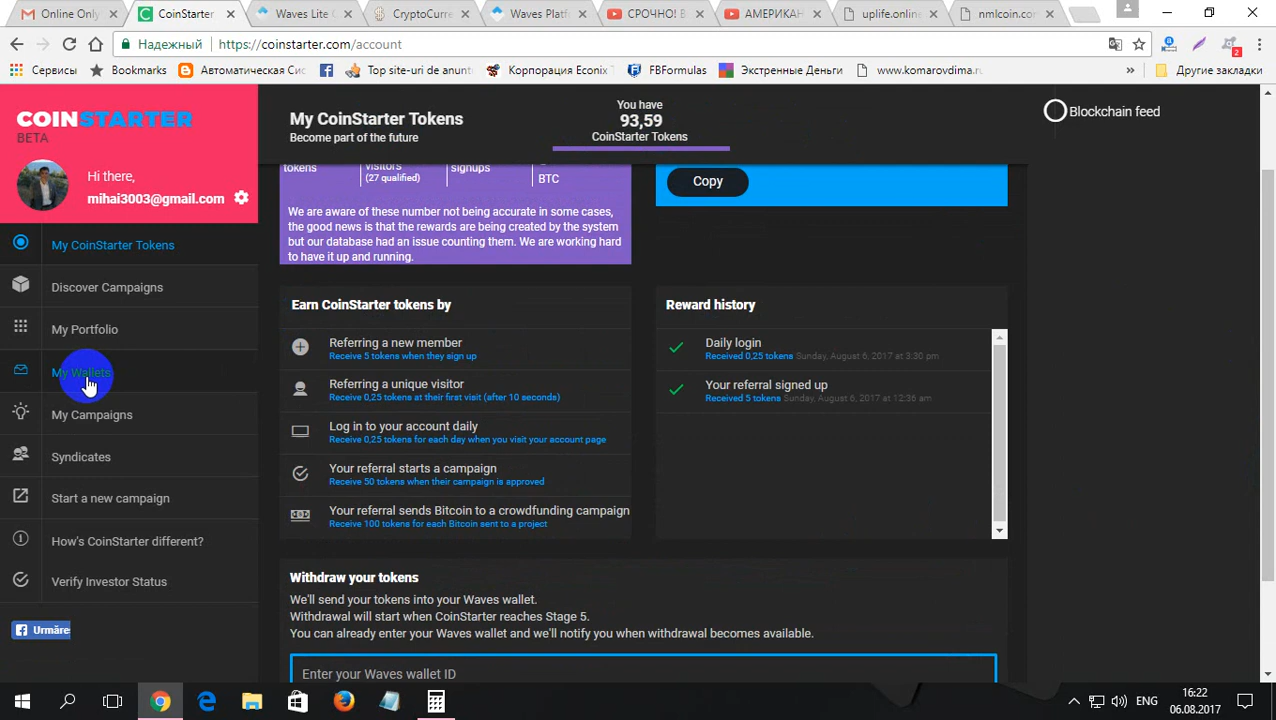 Online Only
CoinStarter
Waves Lite C
CryptoCurre
Waves Platf
СРОЧНО! В
АМЕРИКАН
uplife.online
nmlcoin.co
Надежный
https://coinstarter.com/account
2
Сервисы
Bookmarks
Автоматическая Сис
Top site-uri de anunt
Корпорация Econix
FBFormulas
Экстренные Деньги
www.komarovdima.ru
»
Другие закладки
COINSTARTER
BETA
Hi there,
mihai3003@gmail.com
My CoinStarter Tokens
Discover Campaigns
My Portfolio
My Wallets
My Campaigns
Syndicates
Start a new campaign
How's CoinStarter different?
Verify Investor Status
Urmăre
My CoinStarter Tokens
Become part of the future
You have
93,59
CoinStarter Tokens
Blockchain feed
tokens
visitors
(27 qualified)
signups
BTC
We are aware of these number not being accurate in some cases,
the good news is that the rewards are being created by the system
but our database had an issue counting them. We are working hard
to have it up and running.
Copy
Earn CoinStarter tokens by
Referring a new member
Receive 5 tokens when they sign up
Referring a unique visitor
Receive 0,25 tokens at their first visit (after 10 seconds)
Log in to your account daily
Receive 0,25 tokens for each day when you visit your account page
Your referral starts a campaign
Receive 50 tokens when their campaign is approved
Your referral sends Bitcoin to a crowdfunding campaign
Receive 100 tokens for each Bitcoin sent to a project
Reward history
Daily login
Received 0,25 tokens Sunday, August 6, 2017 at 3:30 pm
Your referral signed up
Received 5 tokens Sunday, August 6, 2017 at 12:36 am
Withdraw your tokens
We'll send your tokens into your Waves wallet.
Withdrawal will start when CoinStarter reaches Stage 5.
You can already enter your Waves wallet and we'll notify you when withdrawal becomes available.
Enter your Waves wallet ID
ENG
16:22
06.08.2017